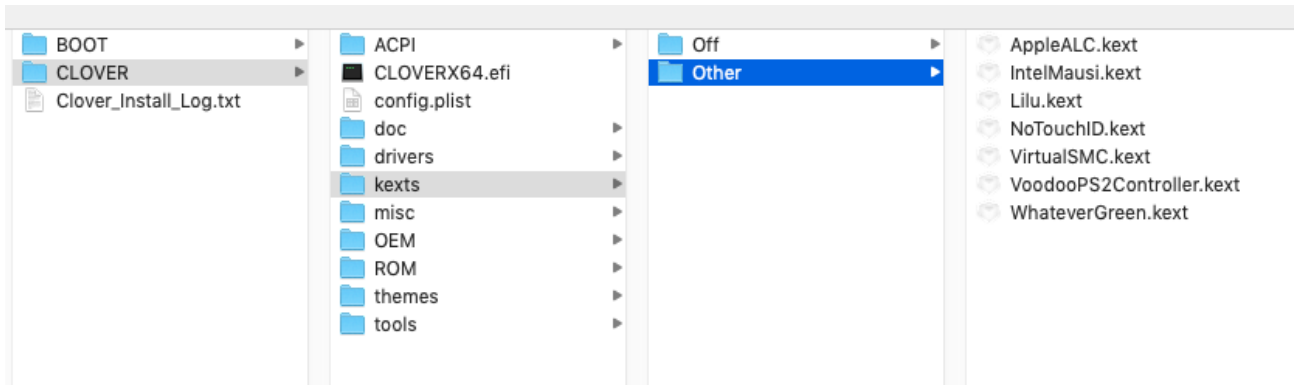 BOOT
CLOVER
Clover_Install_Log.txt
ACPI
CLOVERX64.efi
config.plist
doc
drivers
kexts
misc
OEM
ROM
themes
tools
Off
Other
AppleALC.kext
IntelMausi.kext
Lilu.kext
NoTouchID.kext
VirtualSMC.kext
VoodooPS2Controller.kext
WhateverGreen.kext